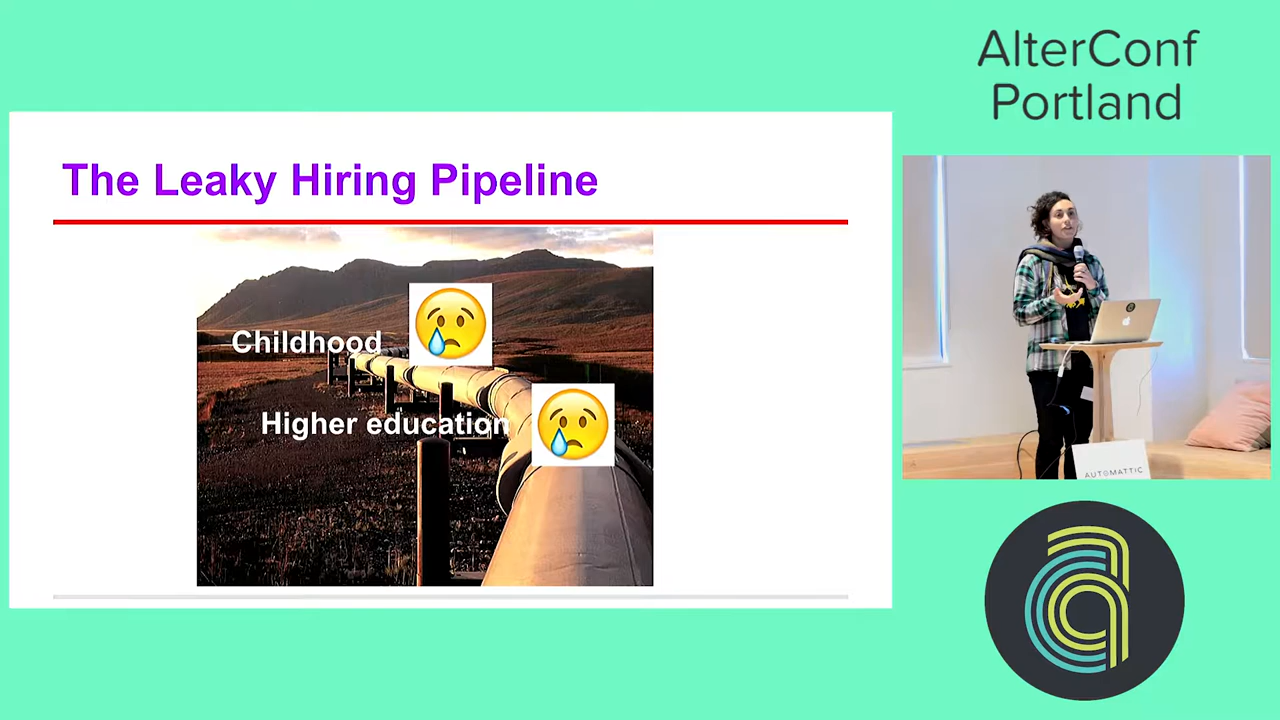 AlterConf
Portland
The Leaky Hiring Pipeline
Childhood
Higher education
AUTOMATTIC